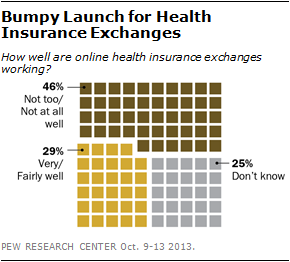 Bumpy Launch for Health
Insurance Exchanges
How well are online health insurance exchanges
working?
46%
Not too/
Not at all
well
29%
Very/
Fairly well
25%
Don't know
PEW RESEARCH CENTER Oct. 9-13 2013.